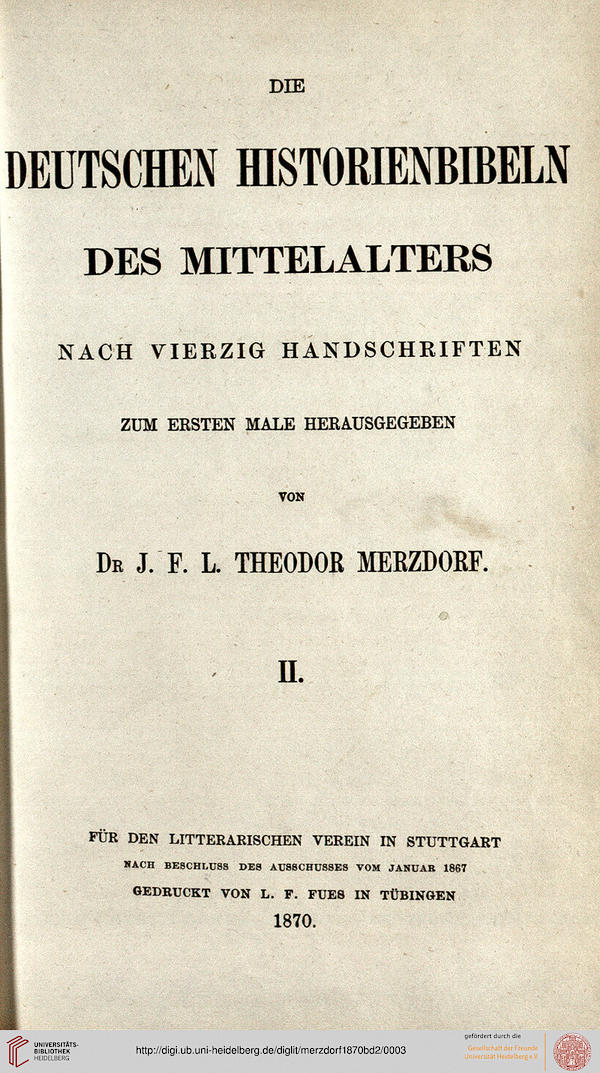 DIE
DEUTSCHEN HISTORIENBIBELN
DES MITTELALTERS
NACH VIERZIG HANDSCHRIFTEN
ZUM ERSTEN MALE HERAUSGEGEBEN
VON
DR J. F. L. THEODOR MERZDORF.
II.
FÜR DEN LITTERARISCHEN VEREIN IN STUTTGART
NACH BESCHLUSS DES AUSSCHUSSES VOM JANUAR 1867
GEDRUCKT VON L. F. FUES IN TÜBINGEN
1870.
UNIVERSITÄTS-
BIBLIOTHEK
HEIDELBERG
http://digi.ub.uni-heidelberg.de/diglit/merzdorf1870bd2/0003
gefördert durch die
Gesellschaft der Freunde
Universität Heidelberg e.V.